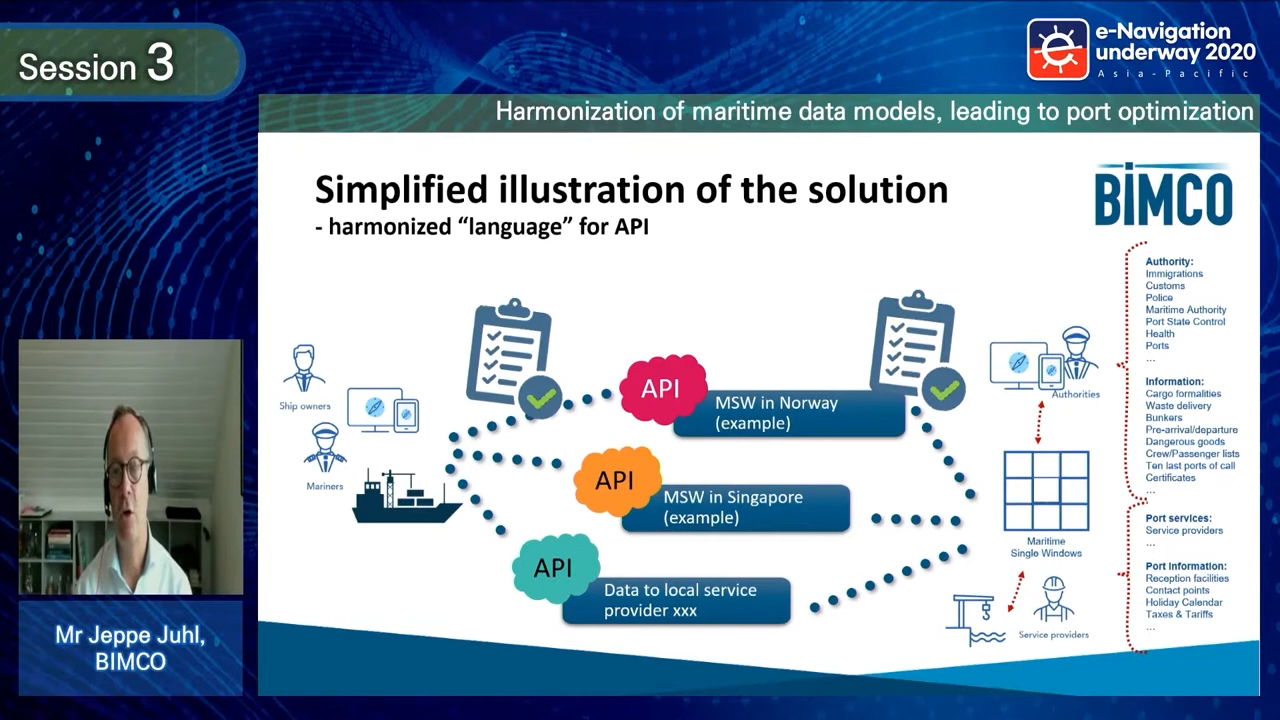 Session 3
e-Navigation
underway 2020
Asia-Pacific
Harmonization of maritime data models, leading to port optimization
Simplified illustration of the solution
- harmonized “language” for API
BIMCO
Ship owners
Mariners
API
MSW in Norway
(example)
API
MSW in Singapore
(example)
API
Data to local service
provider xxx
Authorities
Maritime
Single Windows
Service providers
Authority:
Immigrations
Customs
Police
Maritime Authority
Port State Control
Health
Ports
...
Information:
Cargo formalities
Waste delivery
Bunkers
Pre-arrival/departure
Dangerous goods
Crew/Passenger lists
Ten last ports of call
Certificates
...
Port services:
Service providers
...
Port information:
Reception facilities
Contact points
Holiday Calendar
Taxes & Tariffs
...
Mr Jeppe Juhl,
BIMCO